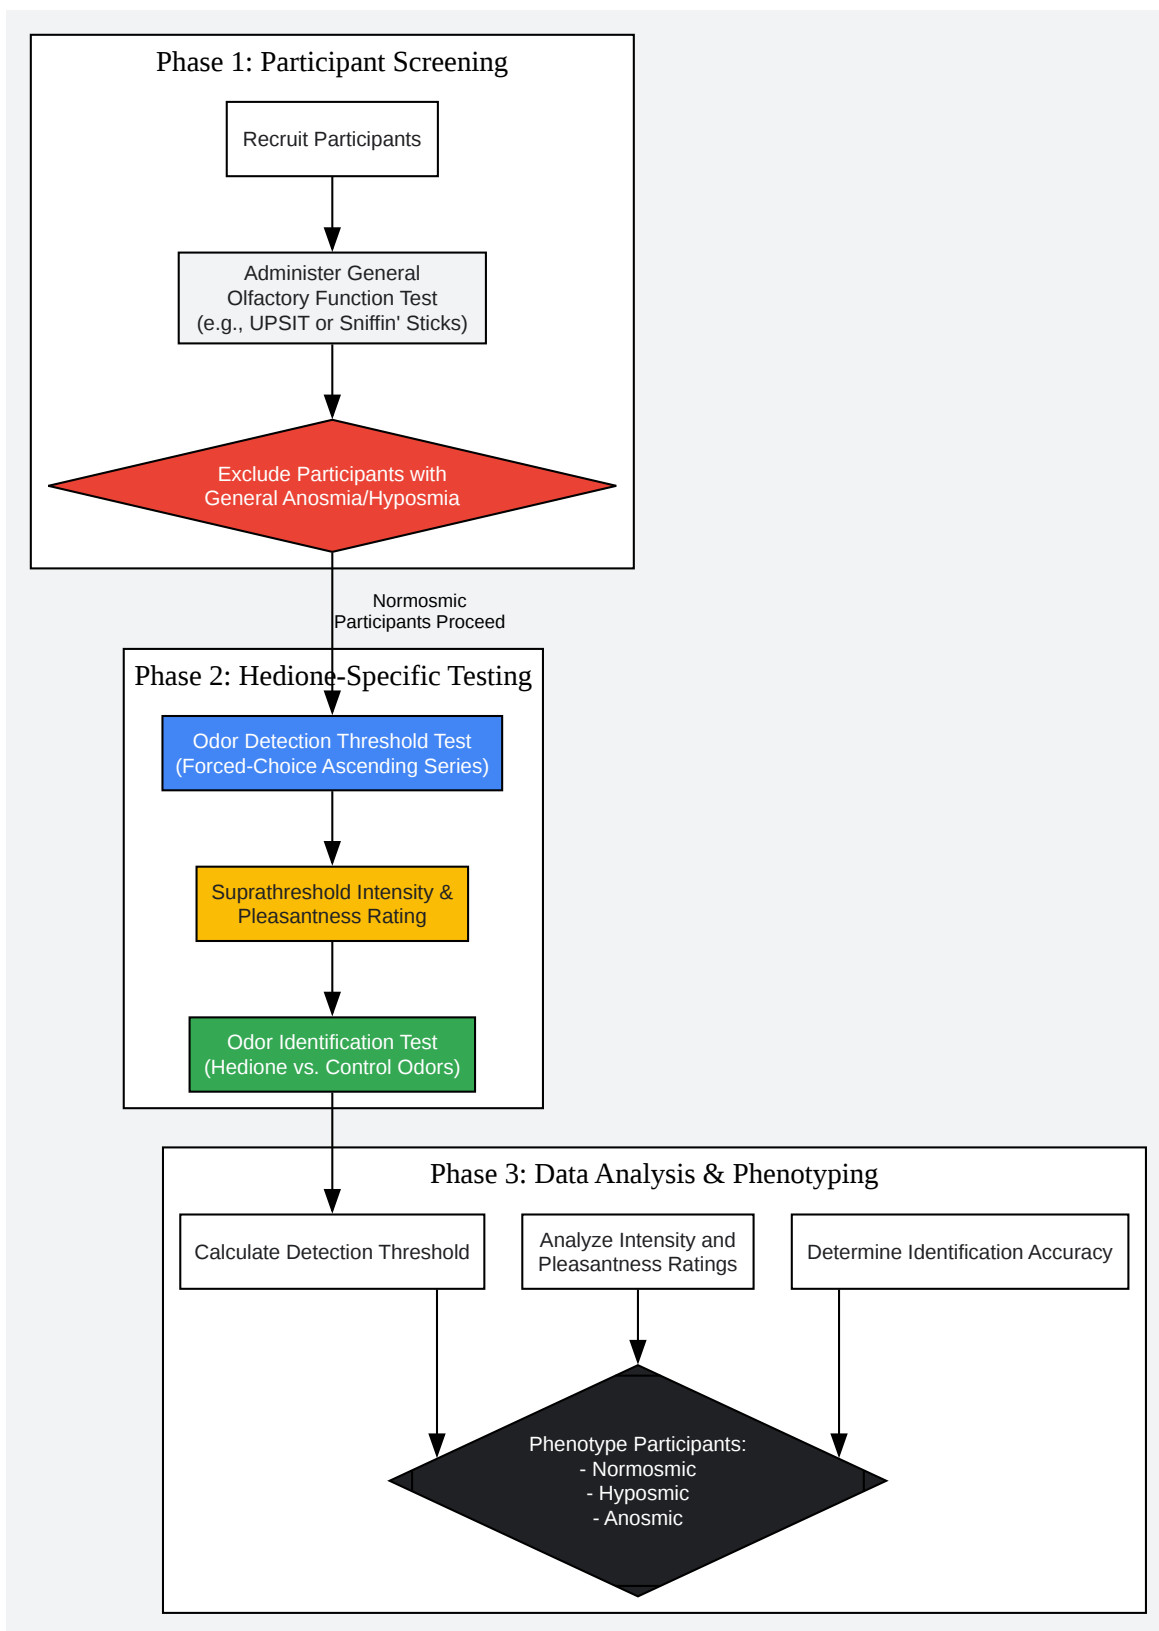 Phase 1: Participant Screening
Recruit Participants
Administer General
Olfactory Function Test
(e.g., UPSIT or Sniffin' Sticks)
Exclude Participants with
General Anosmia/Hyposmia
Normosmic
Participants Proceed
Phase 2: Hedione-Specific Testing
Odor Detection Threshold Test
(Forced-Choice Ascending Series)
Suprathreshold Intensity &
Pleasantness Rating
Odor Identification Test
(Hedione vs. Control Odors)
Phase 3: Data Analysis & Phenotyping
Calculate Detection Threshold
Analyze Intensity and
Pleasantness Ratings
Determine Identification Accuracy
Phenotype Participants:
- Normosmic
- Hyposmic
- Anosmic